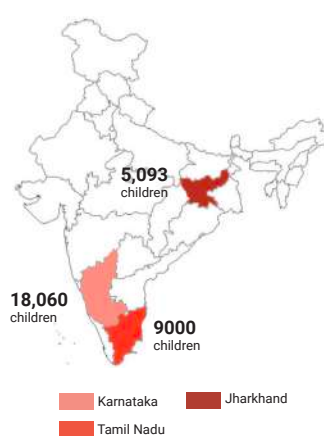 5,093
children
18,060
children
9000
children
Karnataka
Jharkhand
Tamil Nadu